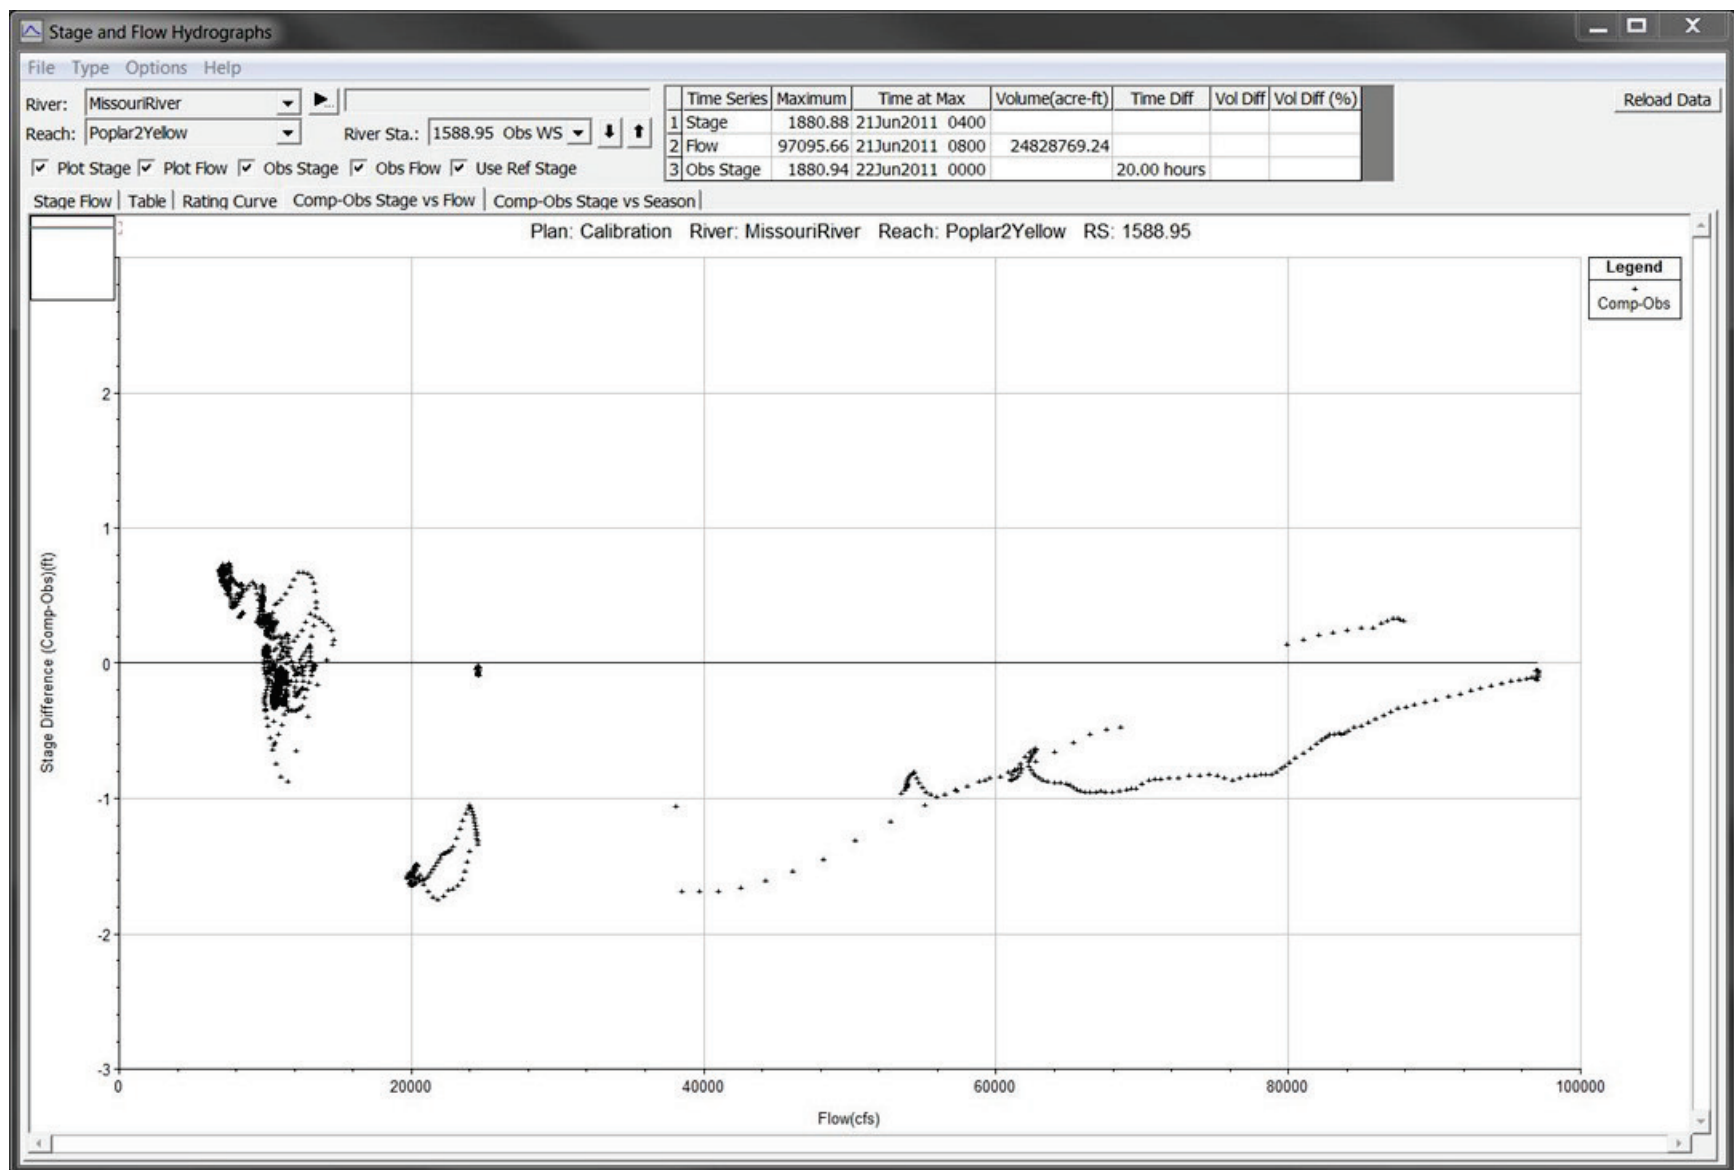 Stage and Flow Hydrographs
File Type Options Help
River: MissouriRiver
Reach: Poplar2Yellow River Sta.: 1588.95 Obs WS
Plot Stage Plot Flow Obs Stage Obs Flow Use Ref Stage
Time Series Maximum Time at Max Volume(acre-ft) Time Diff Vol Diff Vol Diff (%)
1 Stage 1880.88 21Jun2011 0400
2 Flow 97095.66 21Jun2011 0800 24828769.24
3 Obs Stage 1880.94 22Jun2011 0000 20.00 hours
Reload Data
Stage Flow Table Rating Curve Comp-Obs Stage vs Flow Comp-Obs Stage vs Season
Plan: Calibration River: MissouriRiver Reach: Poplar2Yellow RS: 1588.95
Legend
Comp-Obs
Stage Difference (Comp-Obs)(ft)
2
1
0
-1
-2
-3
0 20000 40000 60000 80000 100000
Flow(cfs)